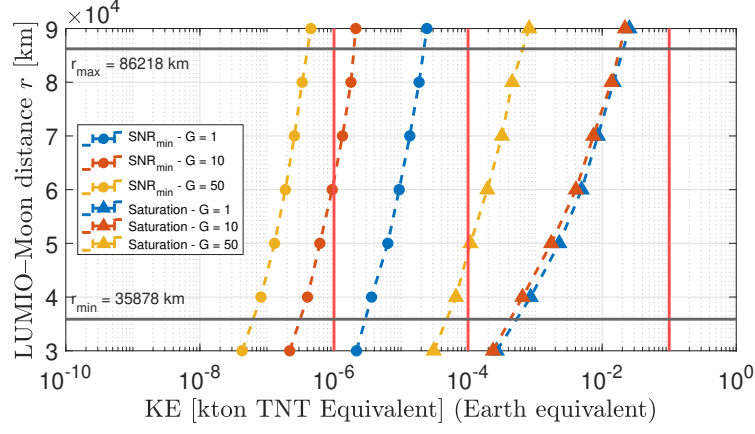 ×10^4
LUMIO–Moon distance r [km]
9
8
7
6
5
4
3
r_max = 86218 km
SNR_min - G = 1
SNR_min - G = 10
SNR_min - G = 50
Saturation - G = 1
Saturation - G = 10
Saturation - G = 50
r_min = 35878 km
10^-10
10^-8
10^-6
10^-4
10^-2
10^0
KE [kton TNT Equivalent] (Earth equivalent)